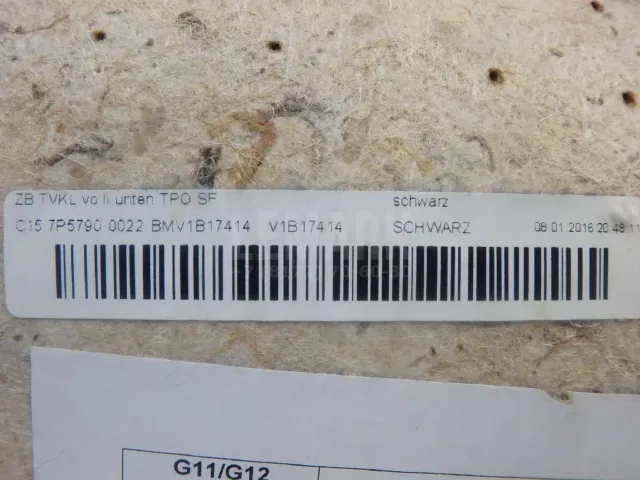 ZB TVKL vo li unten TPO SF schwarz
C15 7P5790 0022 BMV1B17414 V1B17414 SCHWARZ 08.01.2016 20:48:11
G11/G12